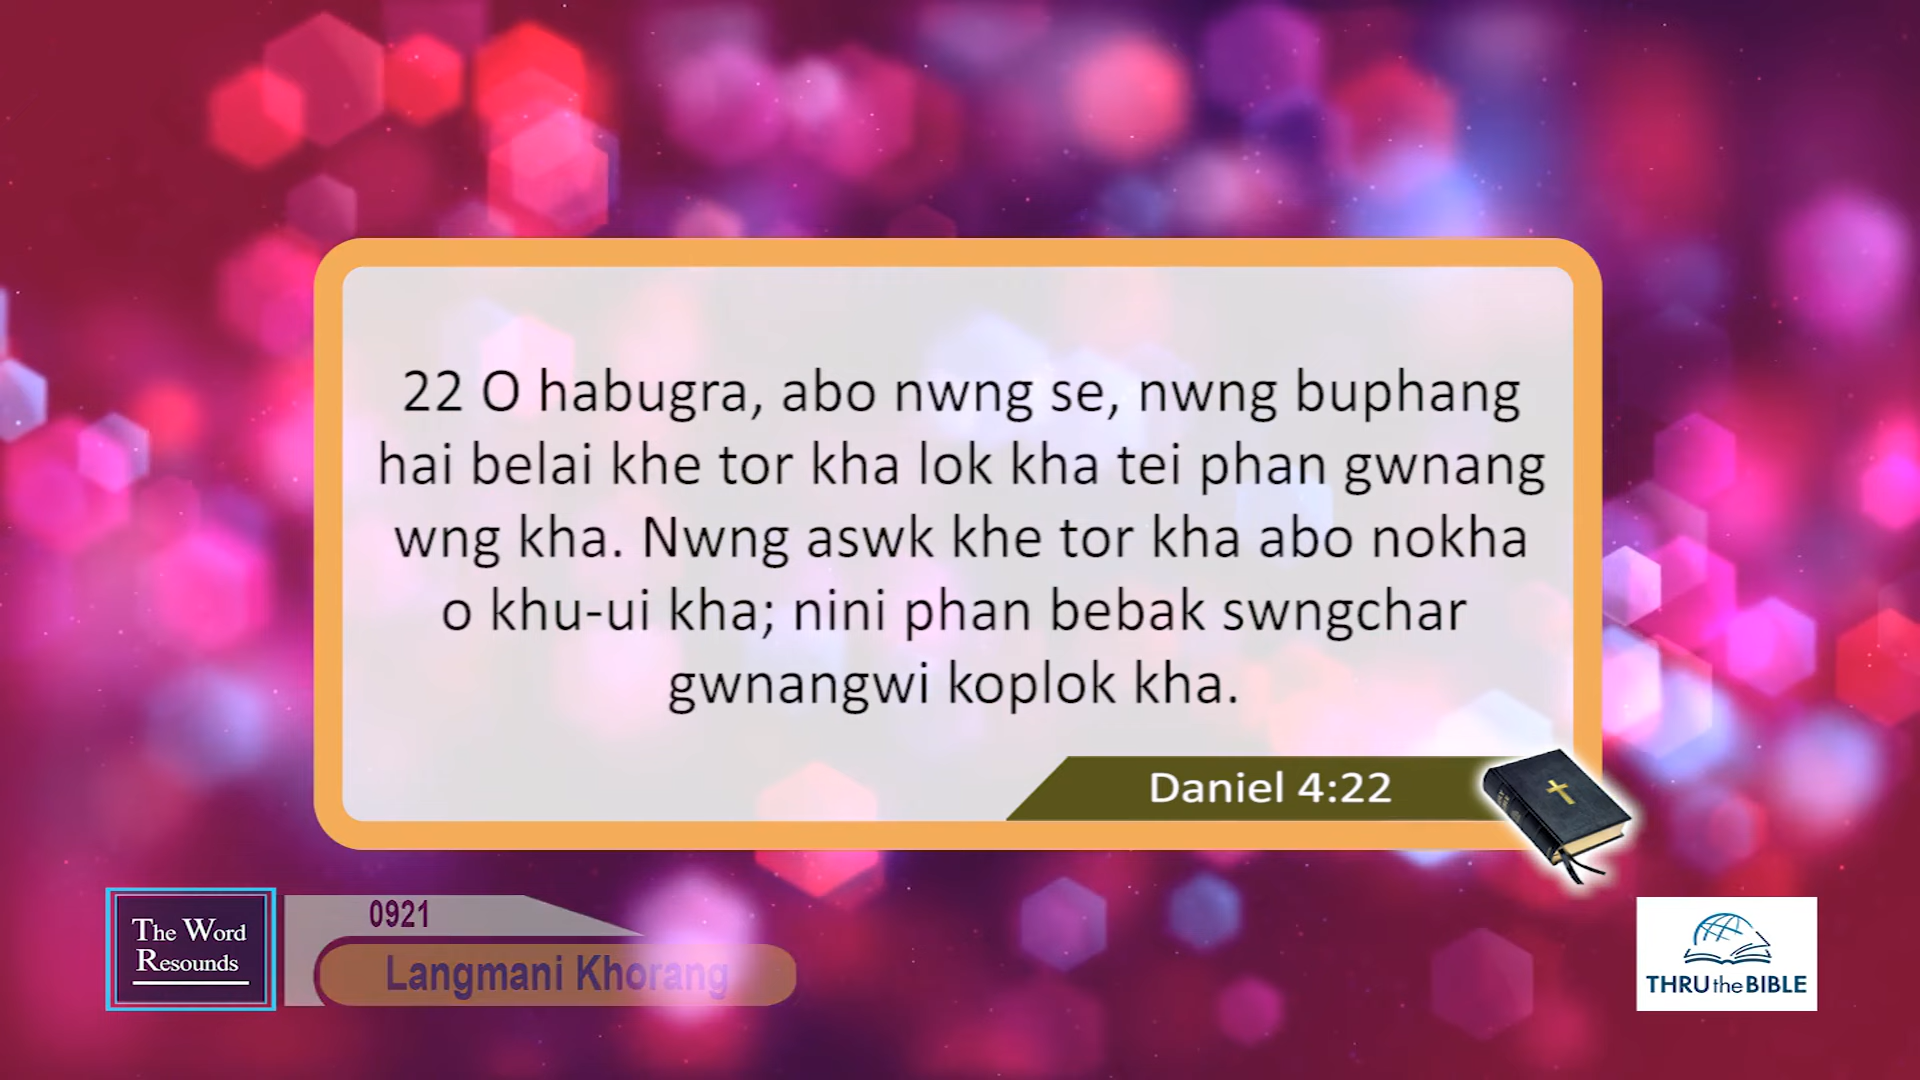 22 O habugra, abo nwng se, nwng buphang
hai belai khe tor kha lok kha tei phan gwnang
wng kha. Nwng aswk khe tor kha abo nokha
o khu-ui kha; nini phan bebak swngchar
gwnangwi koplok kha.
Daniel 4:22
The Word
Resounds
0921
Langmani Khorang
THRU the BIBLE